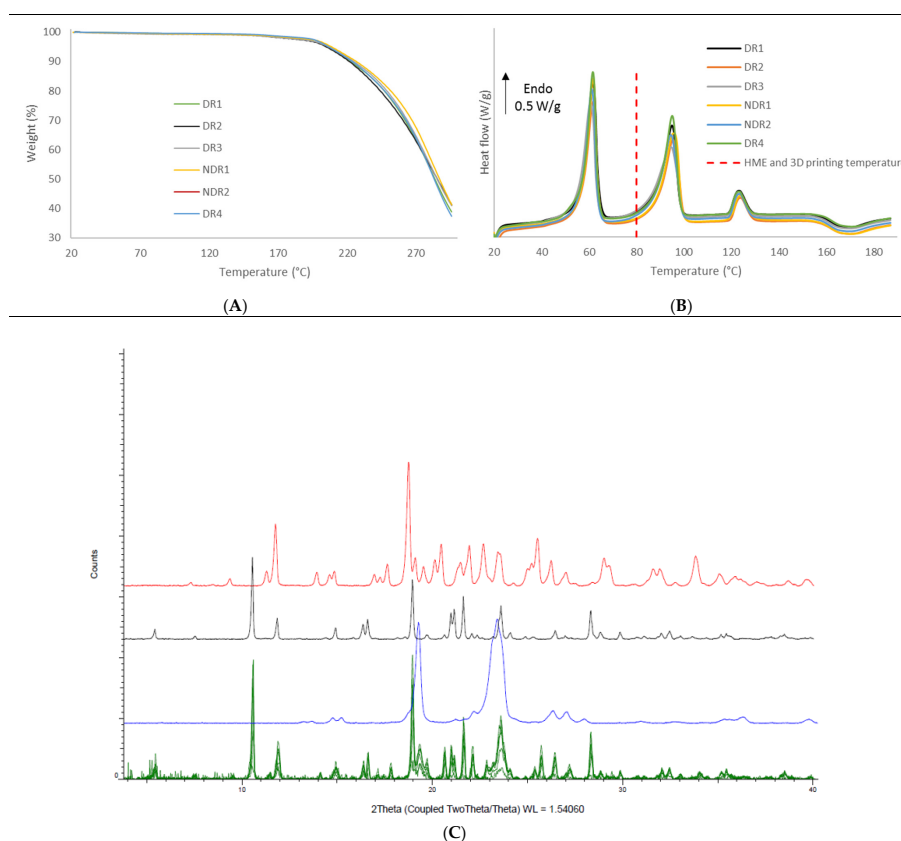 100
90
80
70
60
50
40
30
Weight (%)
DR1
DR2
DR3
NDR1
NDR2
DR4
20
70
120
170
220
270
Temperature (°C)
(A)
Endo
0.5 W/g
Heat flow (W/g)
DR1
DR2
DR3
NDR1
NDR2
DR4
HME and 3D printing temperature
20
40
60
80
100
120
140
160
180
Temperature (°C)
(B)
Counts
0
10
20
30
40
2Theta (Coupled TwoTheta/Theta) WL = 1.54060
(C)